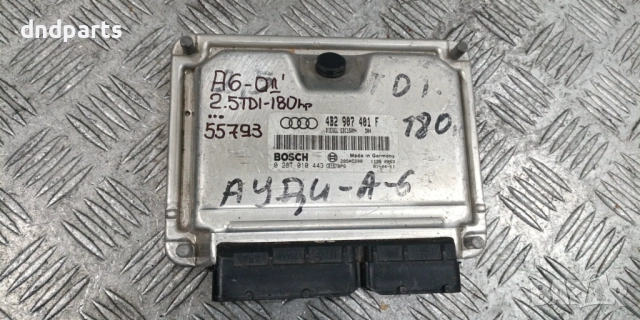 dndparts
A6-01'
2.5TDI-180hp
...
55793
TDI
180
4B2 907 401 F
BOSCH
Made in Germany
0 281 010 443
АУДИ-А-6
BAZAR